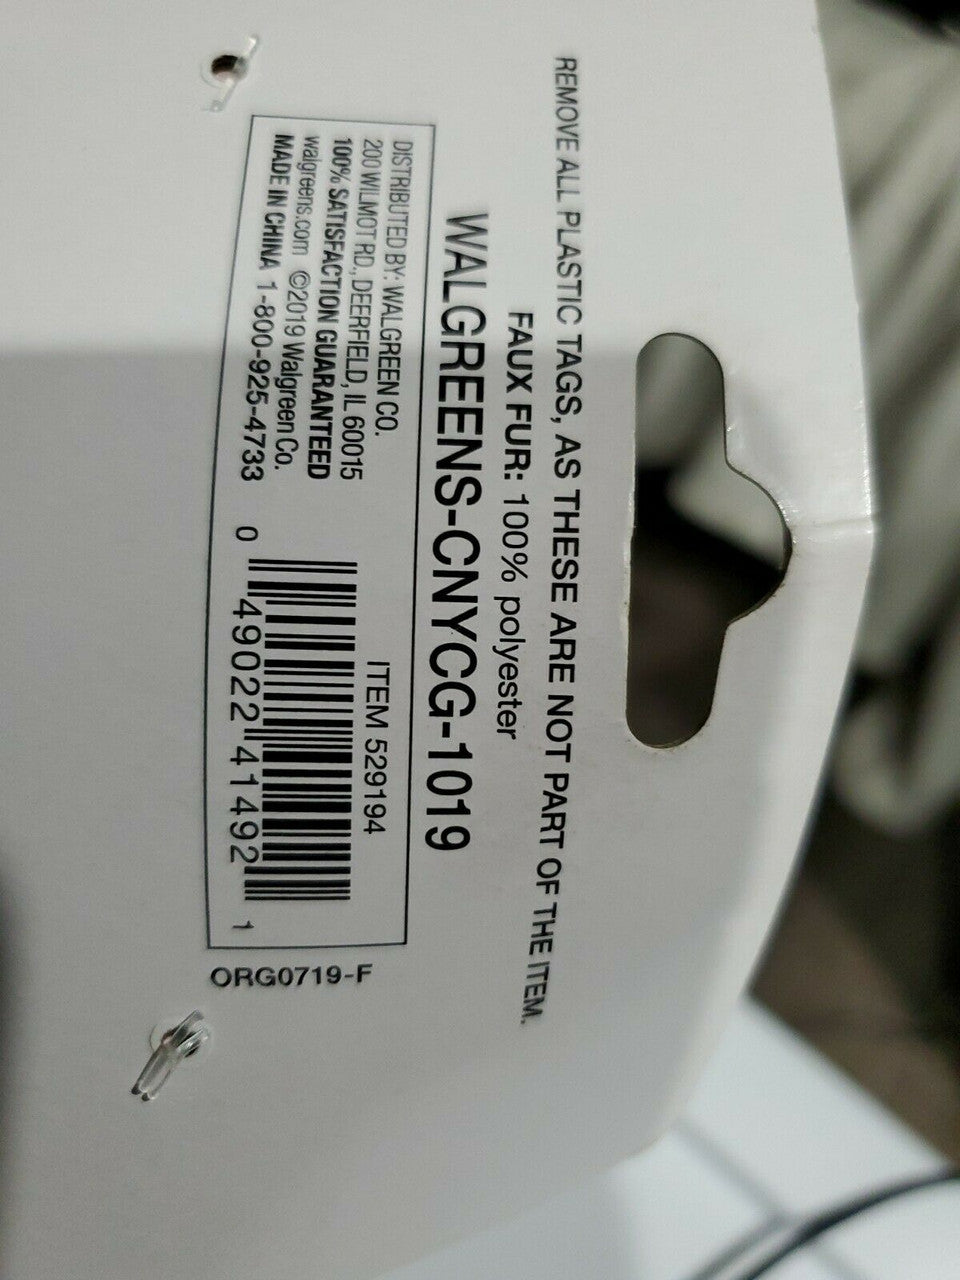 REMOVE ALL PLASTIC TAGS, AS THESE ARE NOT PART OF THE ITEM.
FAUX FUR: 100% polyester
WALGREENS-CNYCG-1019
DISTRIBUTED BY: WALGREEN CO.
200 WILMOT RD., DEERFIELD, IL 60015
100% SATISFACTION GUARANTEED
walgreens.com ©2019 Walgreen Co.
MADE IN CHINA 1-800-925-4733
ITEM 529194
0 49022 41492 1
ORG0719-F